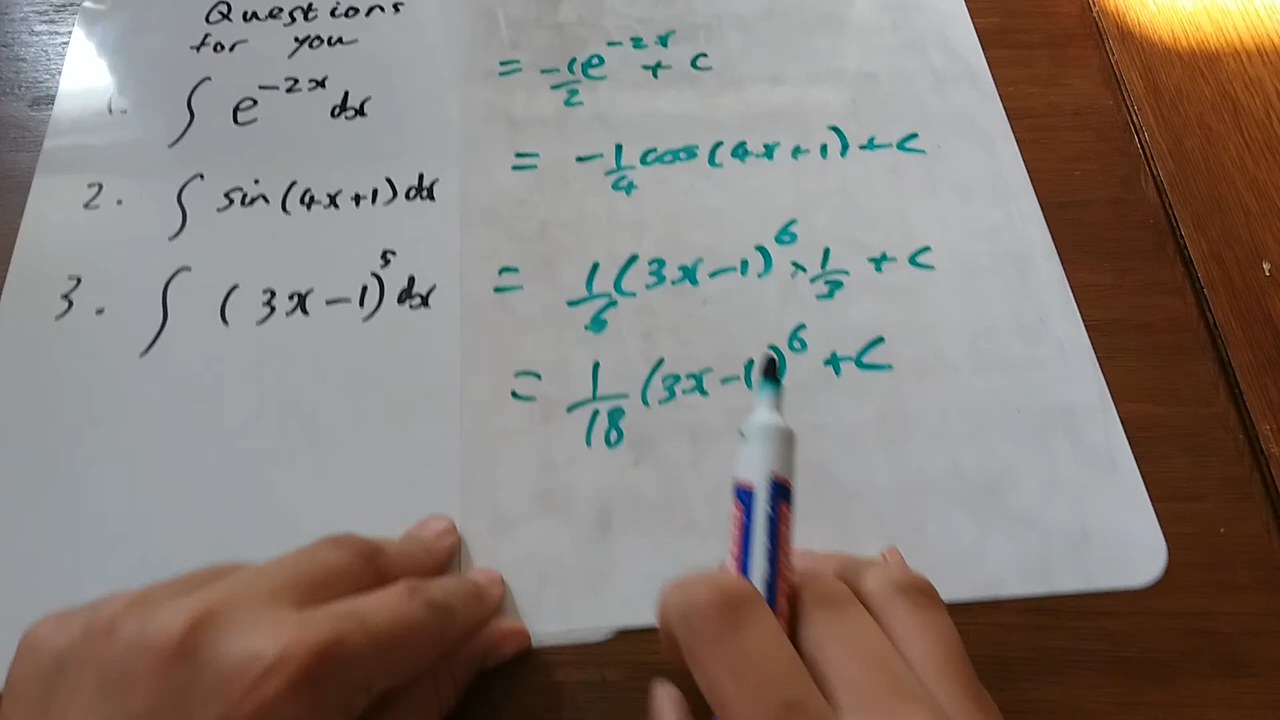 Questions
for you
1. ∫ e^{-2x} dx = -1/2 e^{-2x} + c
2. ∫ sin(4x+1) dx = -1/4 cos(4x+1) + c
3. ∫ (3x-1)^5 dx = 1/6 (3x-1)^6 × 1/3 + c
= 1/18 (3x-1)^6 + c